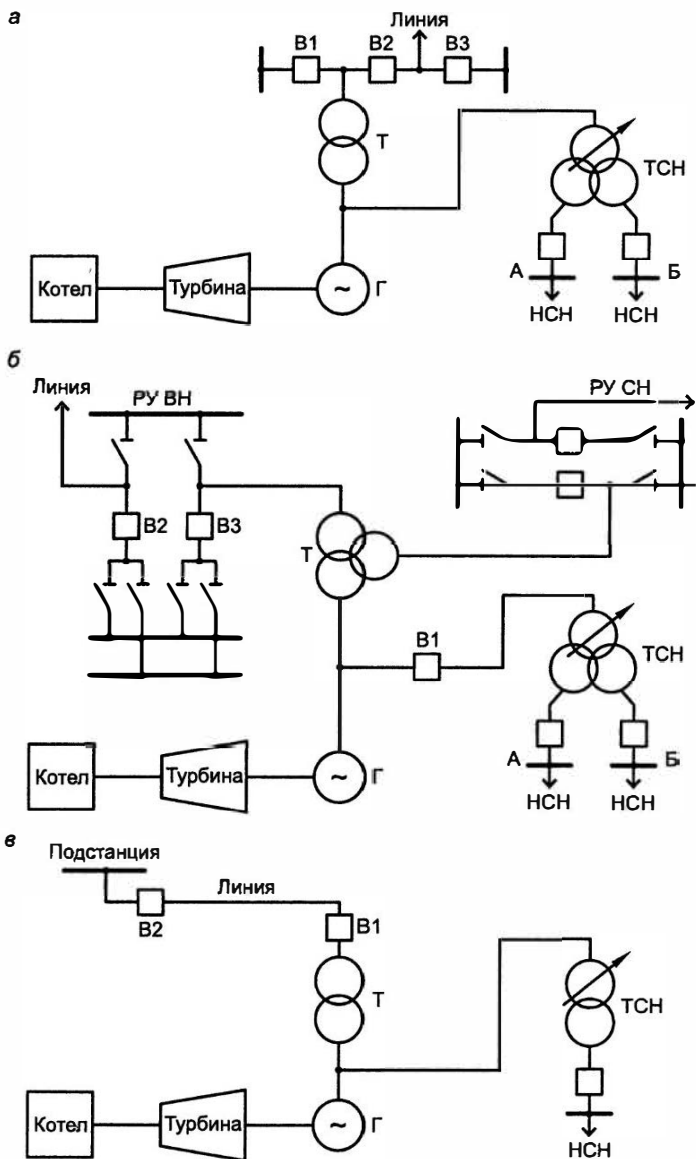 а
Линия
В1 В2 В3
Т
ТСН
Котел Турбина ~ Г
А Б
НСН НСН
б
Линия
РУ ВН
РУ СН
В2 В3
Т
В1
ТСН
Котел Турбина ~ Г
А Б
НСН НСН
в
Подстанция
Линия
В2
В1
Т
ТСН
Котел Турбина ~ Г
НСН